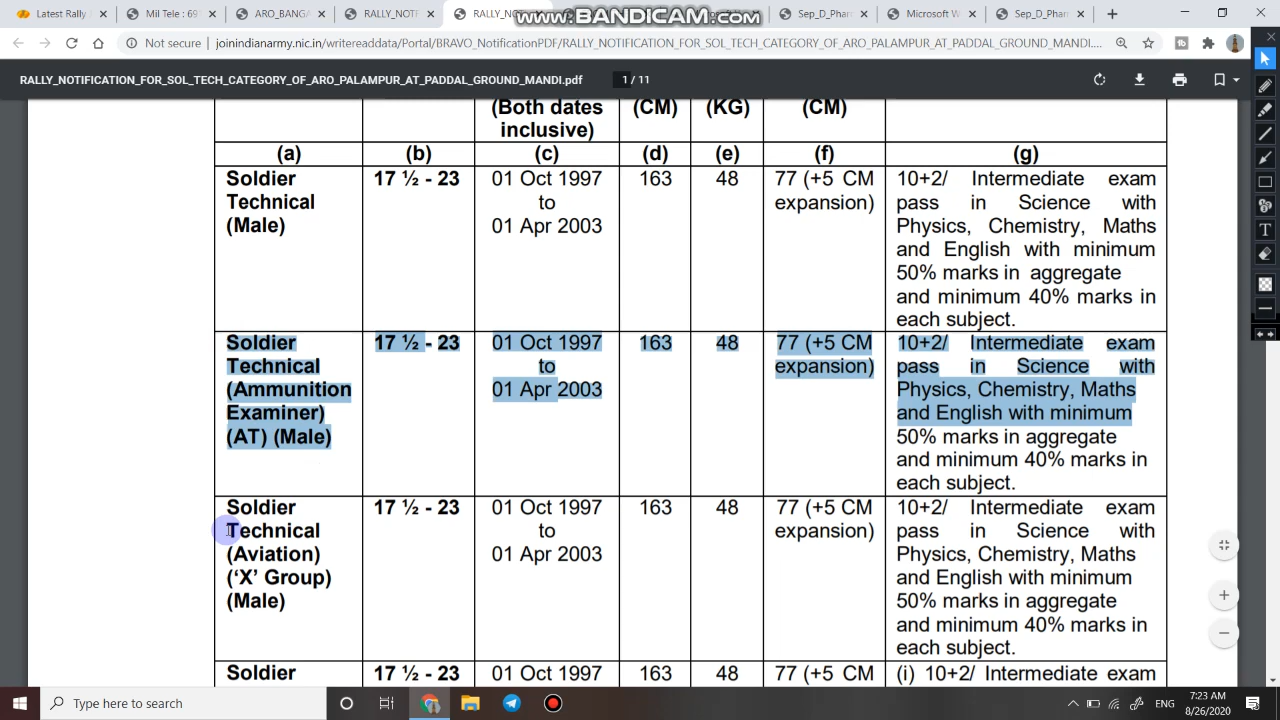 www.BANDICAM.com
Latest Rally
Mil Tele : 69
ARO_BANGA
RALLY_NOTIF
RALLY_NO
Sep_D_Pharm
Microsoft W
Sep_D_Pharm
Not secure
joinindianarmy.nic.in/writereaddata/Portal/BRAVO_NotificationPDF/RALLY_NOTIFICATION_FOR_SOL_TECH_CATEGORY_OF_ARO_PALAMPUR_AT_PADDAL_GROUND_MANDI....
RALLY_NOTIFICATION_FOR_SOL_TECH_CATEGORY_OF_ARO_PALAMPUR_AT_PADDAL_GROUND_MANDI.pdf
1 / 11
(Both dates (CM) (KG) (CM)
inclusive)
(a) (b) (c) (d) (e) (f) (g)
Soldier 17 ½ - 23 01 Oct 1997 163 48 77 (+5 CM 10+2/ Intermediate exam
Technical to expansion) pass in Science with
(Male) 01 Apr 2003 Physics, Chemistry, Maths
and English with minimum
50% marks in aggregate
and minimum 40% marks in
each subject.
Soldier 17 ½ - 23 01 Oct 1997 163 48 77 (+5 CM 10+2/ Intermediate exam
Technical to expansion) pass in Science with
(Ammunition 01 Apr 2003 Physics, Chemistry, Maths
Examiner) and English with minimum
(AT) (Male) 50% marks in aggregate
and minimum 40% marks in
each subject.
Soldier 17 ½ - 23 01 Oct 1997 163 48 77 (+5 CM 10+2/ Intermediate exam
Technical to expansion) pass in Science with
(Aviation) 01 Apr 2003 Physics, Chemistry, Maths
(‘X’ Group) and English with minimum
(Male) 50% marks in aggregate
and minimum 40% marks in
each subject.
Soldier 17 ½ - 23 01 Oct 1997 163 48 77 (+5 CM (i) 10+2/ Intermediate exam
Type here to search
ENG
7:23 AM
8/26/2020